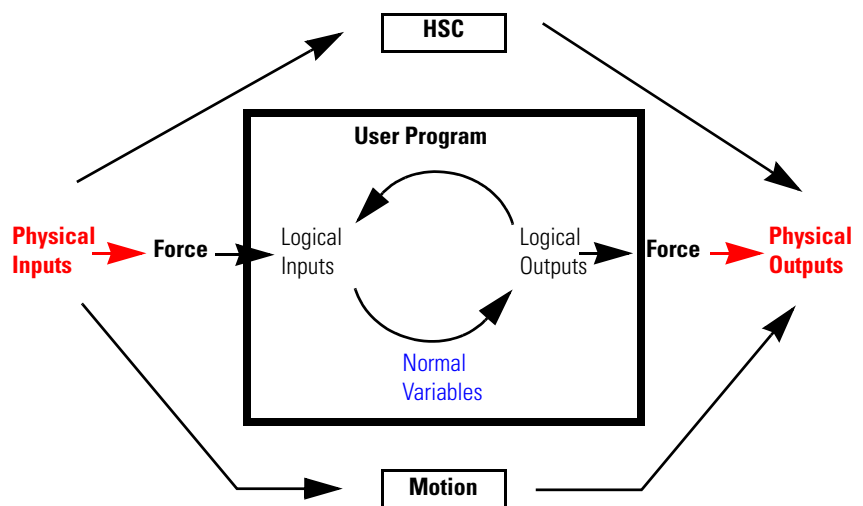 HSC
User Program
Physical
Inputs
Force
Logical
Inputs
Logical
Outputs
Force
Physical
Outputs
Normal
Variables
Motion